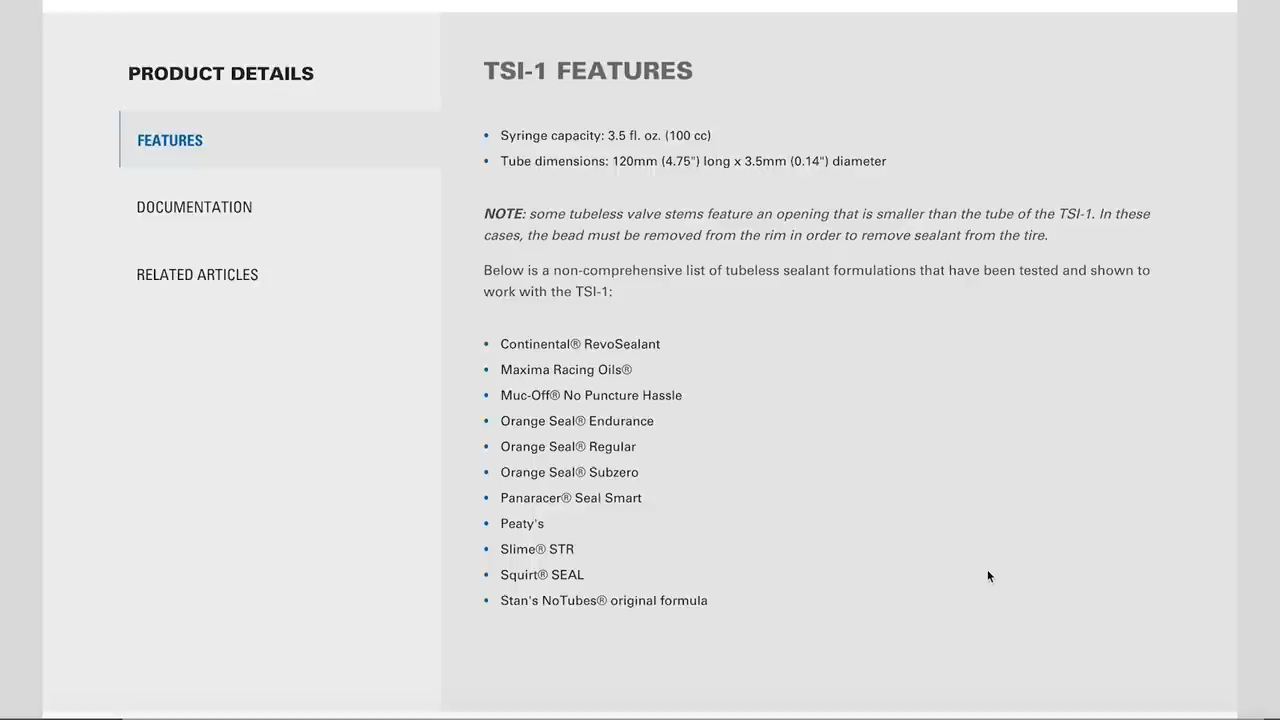 PRODUCT DETAILS
FEATURES
DOCUMENTATION
RELATED ARTICLES
TSI-1 FEATURES
• Syringe capacity: 3.5 fl. oz. (100 cc)
• Tube dimensions: 120mm (4.75") long x 3.5mm (0.14") diameter
NOTE: some tubeless valve stems feature an opening that is smaller than the tube of the TSI-1. In these
cases, the bead must be removed from the rim in order to remove sealant from the tire.
Below is a non-comprehensive list of tubeless sealant formulations that have been tested and shown to
work with the TSI-1:
• Continental® RevoSealant
• Maxima Racing Oils®
• Muc-Off® No Puncture Hassle
• Orange Seal® Endurance
• Orange Seal® Regular
• Orange Seal® Subzero
• Panaracer® Seal Smart
• Peaty's
• Slime® STR
• Squirt® SEAL
• Stan's NoTubes® original formula